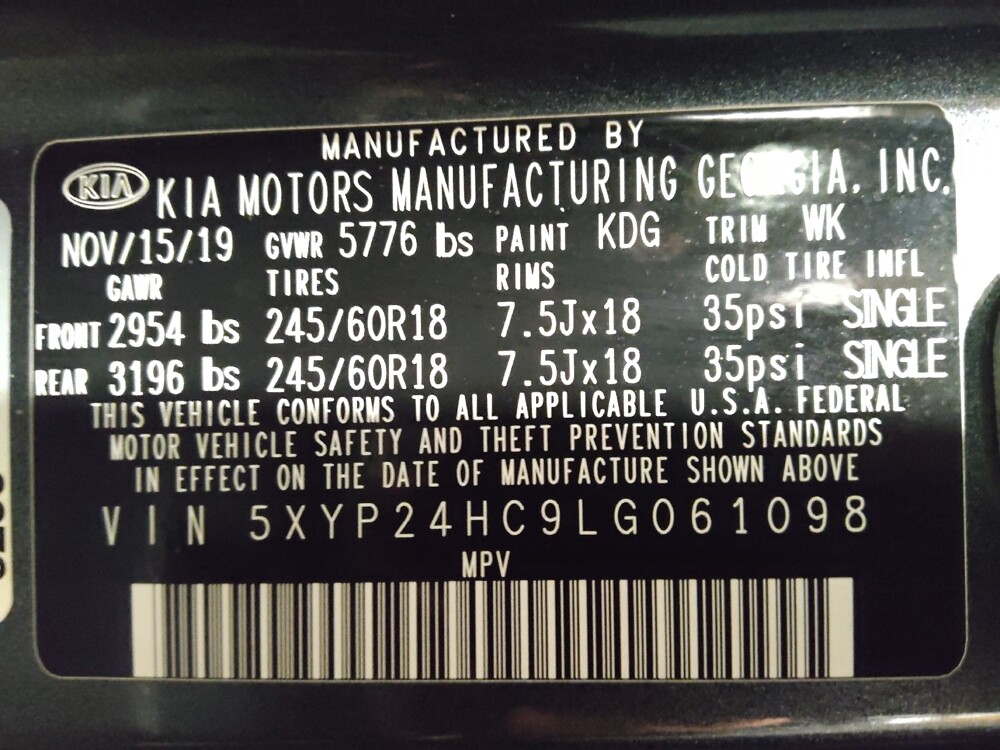 MANUFACTURED BY
KIA KIA MOTORS MANUFACTURING GEORGIA, INC.
NOV/15/19 GVWR 5776 lbs PAINT KDG TRIM WK
GAWR TIRES RIMS COLD TIRE INFL
FRONT 2954 lbs 245/60R18 7.5Jx18 35psi SINGLE
REAR 3196 lbs 245/60R18 7.5Jx18 35psi SINGLE
THIS VEHICLE CONFORMS TO ALL APPLICABLE U.S.A. FEDERAL
MOTOR VEHICLE SAFETY AND THEFT PREVENTION STANDARDS
IN EFFECT ON THE DATE OF MANUFACTURE SHOWN ABOVE
VIN 5XYP24HC9LG061098
MPV